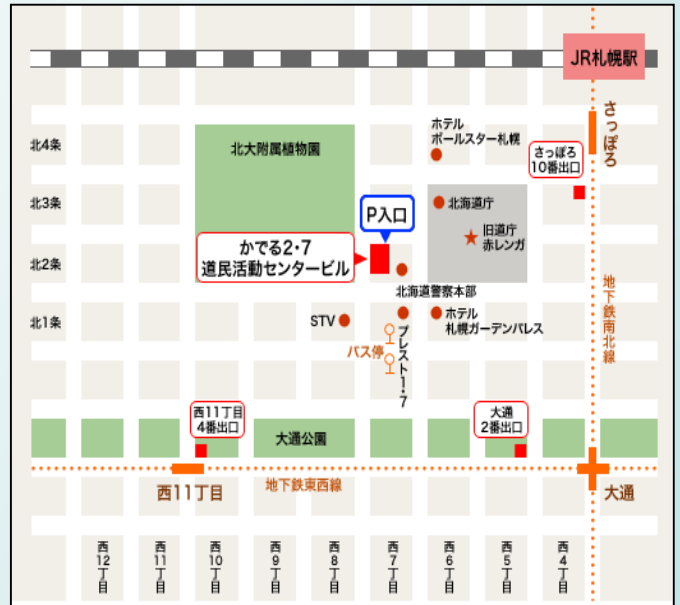 JR札幌駅
さっぽろ
ホテル
ポールスター札幌
さっぽろ
10番出口
北4条
北大附属植物園
北3条
P入口
北海道庁
旧道庁
赤レンガ
かでる2・7
道民活動センタービル
北2条
北海道警察本部
地下鉄南北線
北1条
STV
ホテル
札幌ガーデンパレス
バス停
プレスト1・7
西11丁目
4番出口
大通公園
大通
2番出口
西11丁目
地下鉄東西線
大通
西12丁目
西11丁目
西10丁目
西9丁目
西8丁目
西7丁目
西6丁目
西5丁目
西4丁目